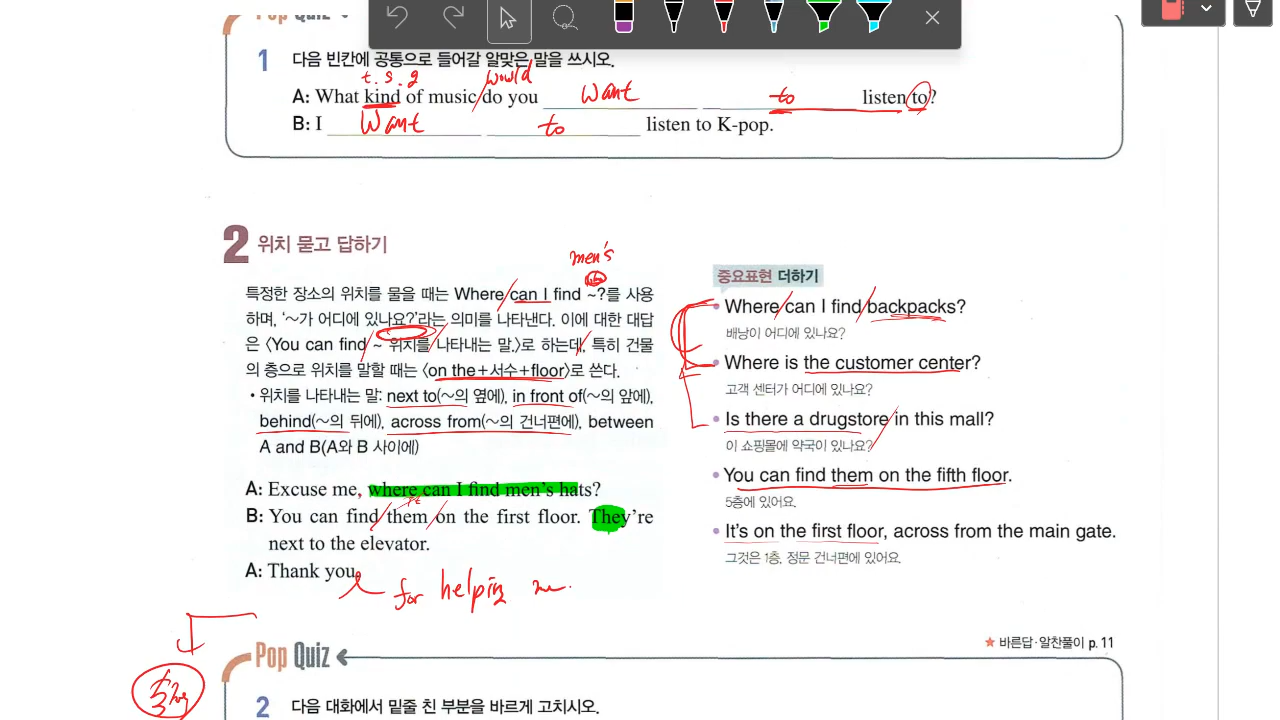 Pop Quiz
1 다음 빈칸에 공통으로 들어갈 알맞은 말을 쓰시오.
t. s. g would
A: What kind of music do you want to listen to?
B: I want to listen to K-pop.
2 위치 묻고 답하기
men's
특정한 장소의 위치를 물을 때는 Where can I find ~?를 사용
하며, '~가 어디에 있나요?'라는 의미를 나타낸다. 이에 대한 대답
은 〈You can find ~ 위치를 나타내는 말.〉로 하는데, 특히 건물
의 층으로 위치를 말할 때는 〈on the+서수+floor〉로 쓴다.
• 위치를 나타내는 말: next to(~의 옆에), in front of(~의 앞에),
behind(~의 뒤에), across from(~의 건너편에), between
A and B(A와 B 사이에)
A: Excuse me, where can I find men's hats?
B: You can find them on the first floor. They're
next to the elevator.
A: Thank you
for helping me.
중요표현 더하기
• Where can I find backpacks?
배낭이 어디에 있나요?
• Where is the customer center?
고객 센터가 어디에 있나요?
• Is there a drugstore in this mall?
이 쇼핑몰에 약국이 있나요?
• You can find them on the fifth floor.
5층에 있어요.
• It's on the first floor, across from the main gate.
그것은 1층, 정문 건너편에 있어요.
★ 바른답·알찬풀이 p. 11
Pop Quiz
2 다음 대화에서 밑줄 친 부분을 바르게 고치시오.